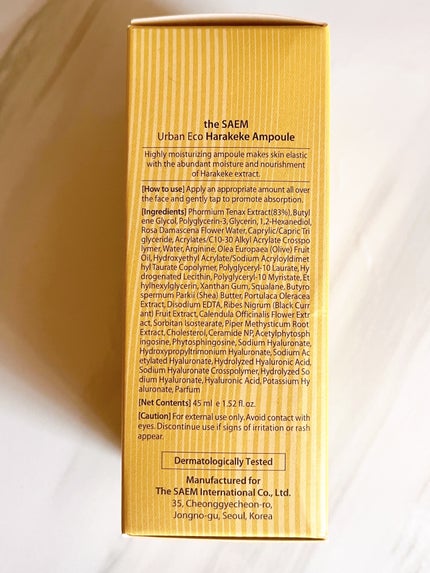 the SAEM
Urban Eco Harakeke Ampoule
Highly moisturizing ampoule makes skin elastic
with the abundant moisture and nourishment
of Harakeke extract.
[How to use] Apply an appropriate amount all over
the face and gently tap to promote absorption.
[Ingredients] Phormium Tenax Extract(83%), Butyl
ene Glycol, Polyglycerin-3, Glycerin, 1,2-Hexanediol,
Rosa Damascena Flower Water, Caprylic/Capric Tri
glyceride, Acrylates/C10-30 Alkyl Acrylate Crosspo
lymer, Water, Arginine, Olea Europaea (Olive) Fruit
Oil, Hydroxyethyl Acrylate/Sodium Acryloyldimet
hyl Taurate Copolymer, Polyglyceryl-10 Laurate, Hy
drogenated Lecithin, Polyglyceryl-10 Myristate, Et
hylhexylglycerin, Xanthan Gum, Squalane, Butyro
spermum Parkii (Shea) Butter, Portulaca Oleracea
Extract, Disodium EDTA, Ribes Nigrum (Black Curr
ant) Fruit Extract, Calendula Officinalis Flower Extr
act, Sorbitan Isostearate, Piper Methysticum Root
Extract, Cholesterol, Ceramide NP, Acetylphytosph
ingosine, Phytosphingosine, Sodium Hyaluronate,
Hydroxypropyltrimonium Hyaluronate, Sodium Ac
etylated Hyaluronate, Hydrolyzed Hyaluronic Acid,
Sodium Hyaluronate Crosspolymer, Hydrolyzed So
dium Hyaluronate, Hyaluronic Acid, Potassium Hy
aluronate, Parfum
[Net Contents] 45 ml e 1.52 fl. oz.
[Caution] For external use only. Avoid contact with
eyes. Discontinue use if signs of irritation or rash
appear.
Dermatologically Tested
Manufactured for
The SAEM International Co., Ltd.
35, Cheonggyecheon-ro,
Jongno-gu, Seoul, Korea